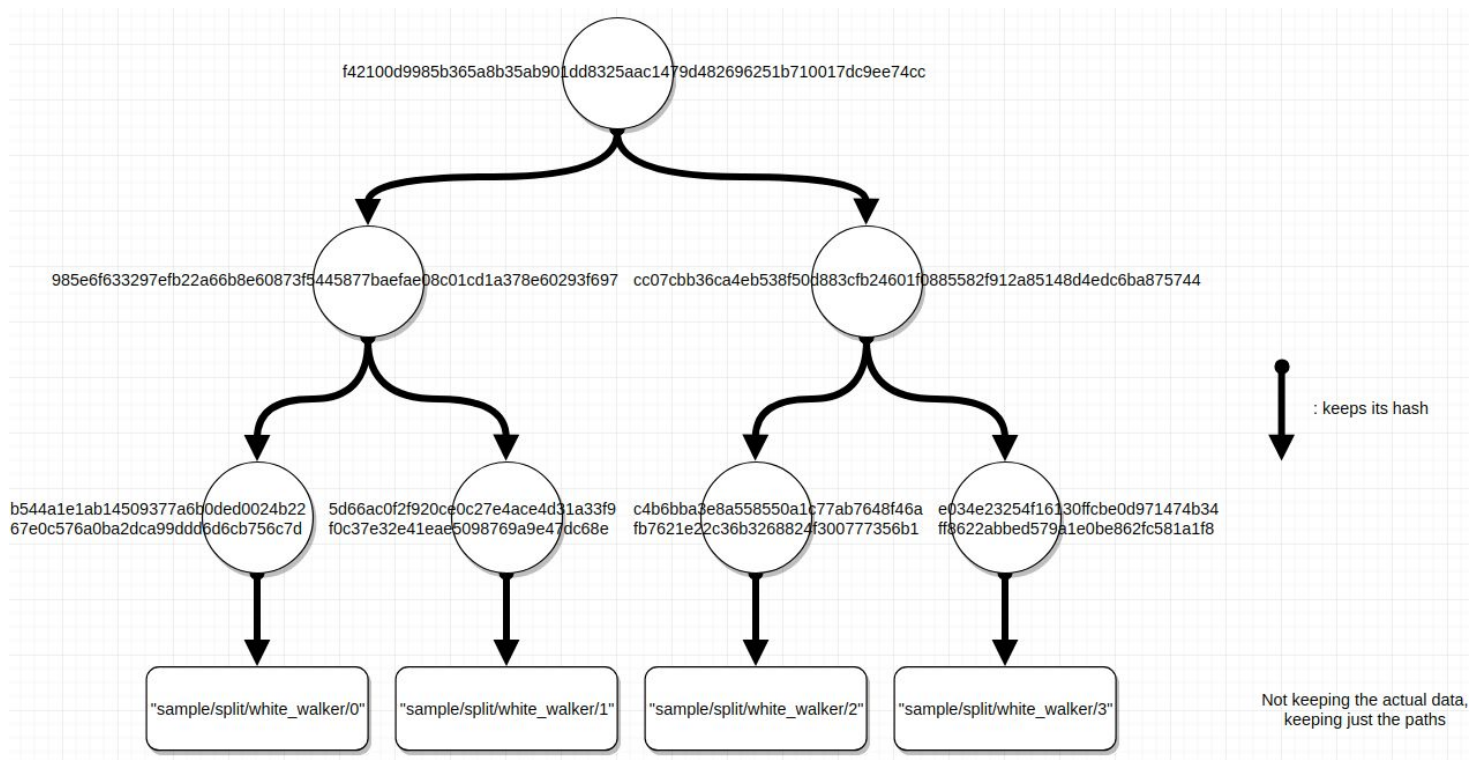 f42100d9985b365a8b35ab901dd8325aac1479d482696251b710017dc9ee74cc
985e6f633297efb22a66b8e60873f5445877baefae08c01cd1a378e60293f697
cc07cbb36ca4eb538f50d883cfb24601f0885582f912a85148d4edc6ba875744
: keeps its hash
b544a1e1ab14509377a6b0ded0024b22
67e0c576a0ba2dca99ddd6d6cb756c7d
5d66ac0f2f920ce0c27e4ace4d31a33f9
f0c37e32e41eae5098769a9e47dc68e
c4b6bba3e8a558550a1c77ab7648f46a
fb7621e22c36b3268824f300777356b1
e034e23254f16130ffcbe0d971474b34
ff8622abbed579a1e0be862fc581a1f8
"sample/split/white_walker/0"
"sample/split/white_walker/1"
"sample/split/white_walker/2"
"sample/split/white_walker/3"
Not keeping the actual data,
keeping just the paths